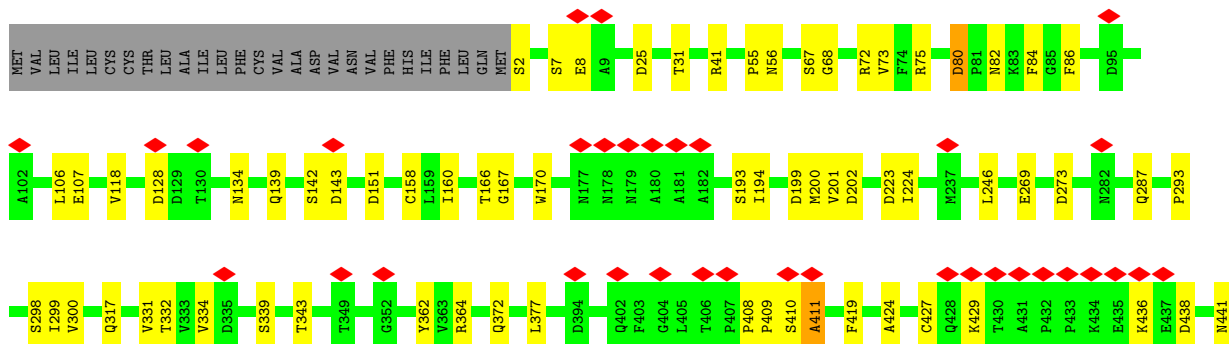 MET VAL LEU ILE ILE LEU CYS CYS THR LEU ALA ILE LEU PHE CYS VAL ALA ASP VAL ASN VAL PHE HIS ILE PHE LEU GLN MET S2 S7 E8 A9 D25 T31 R41 P55 N56 S67 G68 R72 V73 F74 R75 D80 P81 N82 K83 F84 G85 F86 D95
A102 L106 E107 V118 D128 D129 T130 N134 Q139 S142 D143 D151 C158 L159 I160 T166 G167 W170 N177 N178 N179 A180 A181 A182 S193 I194 D199 M200 V201 D202 D223 I224 M237 L246 E269 D273 N282 Q287 P293
S298 I299 V300 Q317 V331 T332 V333 V334 D335 S339 T343 T349 G352 Y362 V363 R364 Q372 L377 D394 Q402 F403 G404 L405 T406 P407 P408 P409 S410 A411 F419 A424 C427 Q428 K429 T430 A431 P432 P433 K434 E435 K436 E437 D438 N441